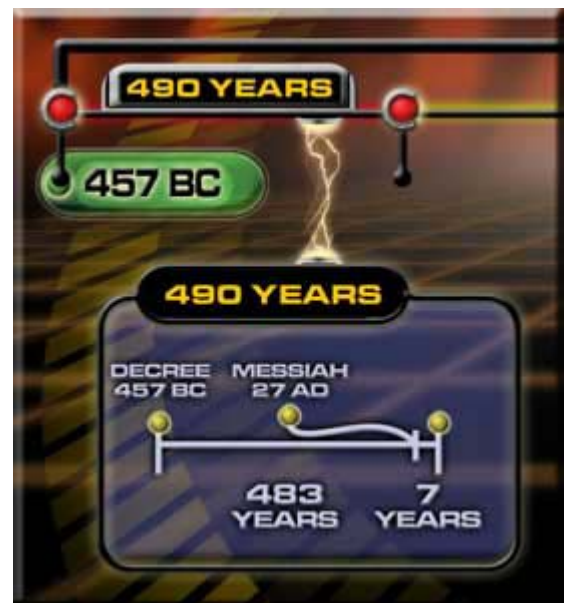 490 YEARS
457 BC
490 YEARS
DECREE
457 BC
MESSIAH
27 AD
483
YEARS
7
YEARS